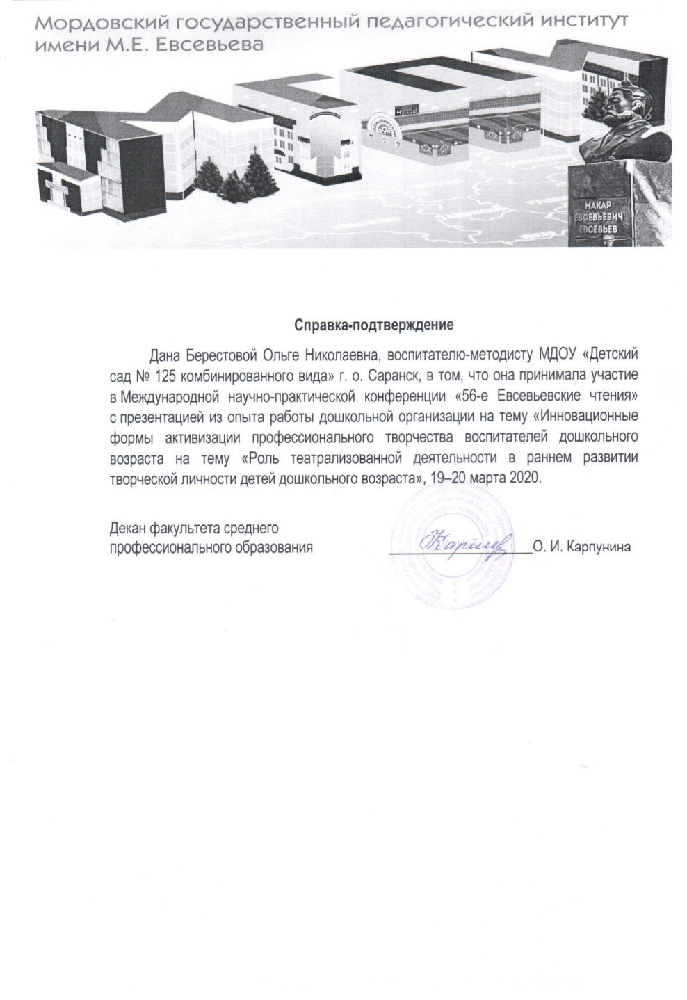 Мордовский государственный педагогический институт
имени М.Е. Евсевьева
ОЛИМПИЙСКИЙ
МАКАР
ЕВСЕВЬЕВИЧ
ЕВСЕВЬЕВ
Справка-подтверждение
Дана Берестовой Ольге Николаевна, воспитателю-методисту МДОУ «Детский
сад № 125 комбинированного вида» г. о. Саранск, в том, что она принимала участие
в Международной научно-практической конференции «56-е Евсевьевские чтения»
с презентацией из опыта работы дошкольной организации на тему «Инновационные
формы активизации профессионального творчества воспитателей дошкольного
возраста на тему «Роль театрализованной деятельности в раннем развитии
творческой личности детей дошкольного возраста», 19–20 марта 2020.
Декан факультета среднего
профессионального образования О. И. Карпунина